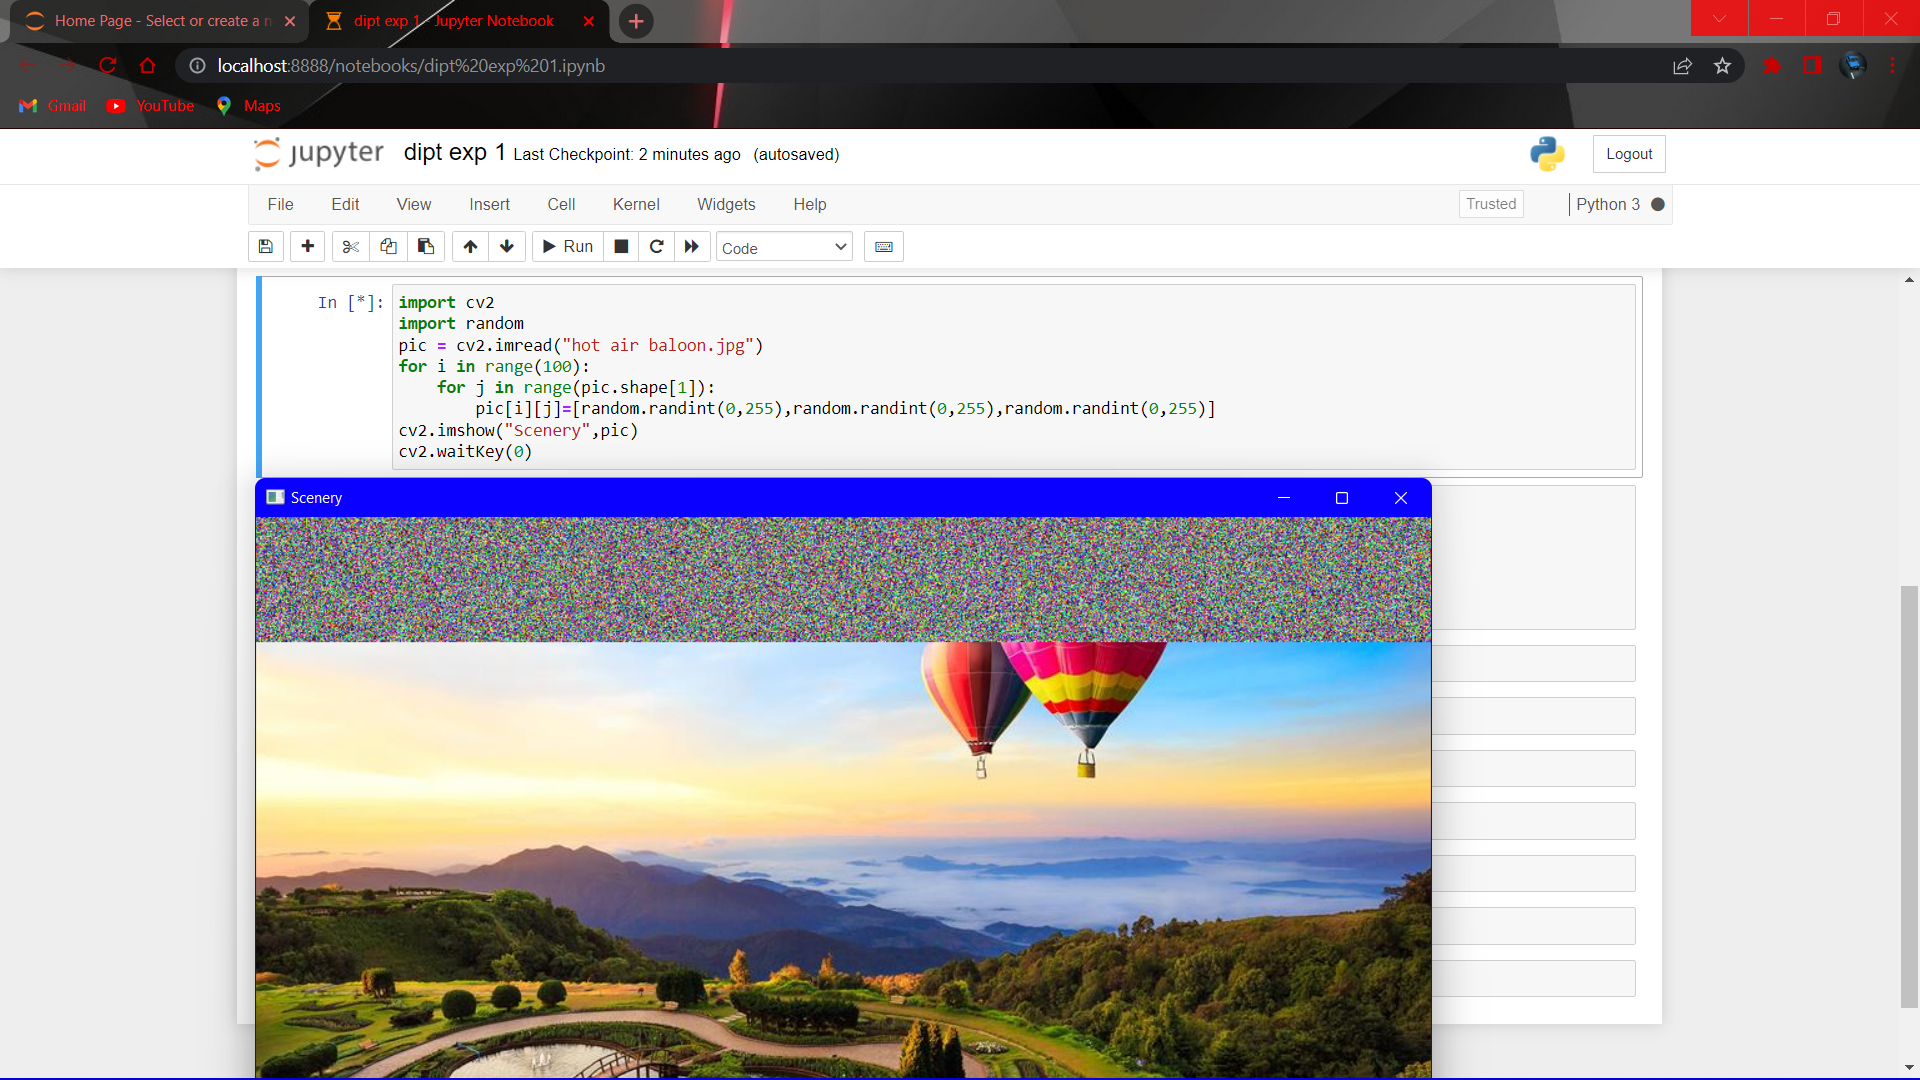 Home Page - Select or create a n
dipt exp 1 - Jupyter Notebook
localhost:8888/notebooks/dipt%20exp%201.ipynb
Gmail YouTube Maps
jupyter dipt exp 1 Last Checkpoint: 2 minutes ago (autosaved) Logout
File Edit View Insert Cell Kernel Widgets Help Trusted Python 3
Run Code
In [*]: import cv2
import random
pic = cv2.imread("hot air baloon.jpg")
for i in range(100):
    for j in range(pic.shape[1]):
        pic[i][j]=[random.randint(0,255),random.randint(0,255),random.randint(0,255)]
cv2.imshow("Scenery",pic)
cv2.waitKey(0)
Scenery